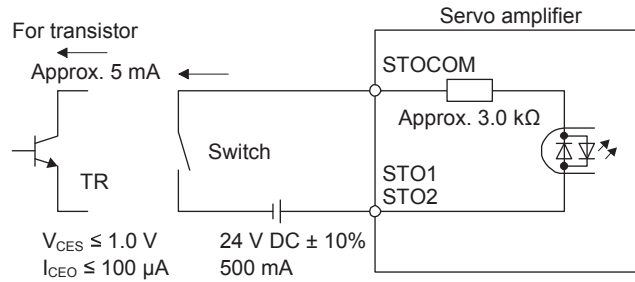 Servo amplifier
For transistor
Approx. 5 mA
STOCOM
Approx. 3.0 kΩ
Switch
TR
STO1
STO2
VCES ≤ 1.0 V
ICEO ≤ 100 µA
24 V DC ± 10%
500 mA